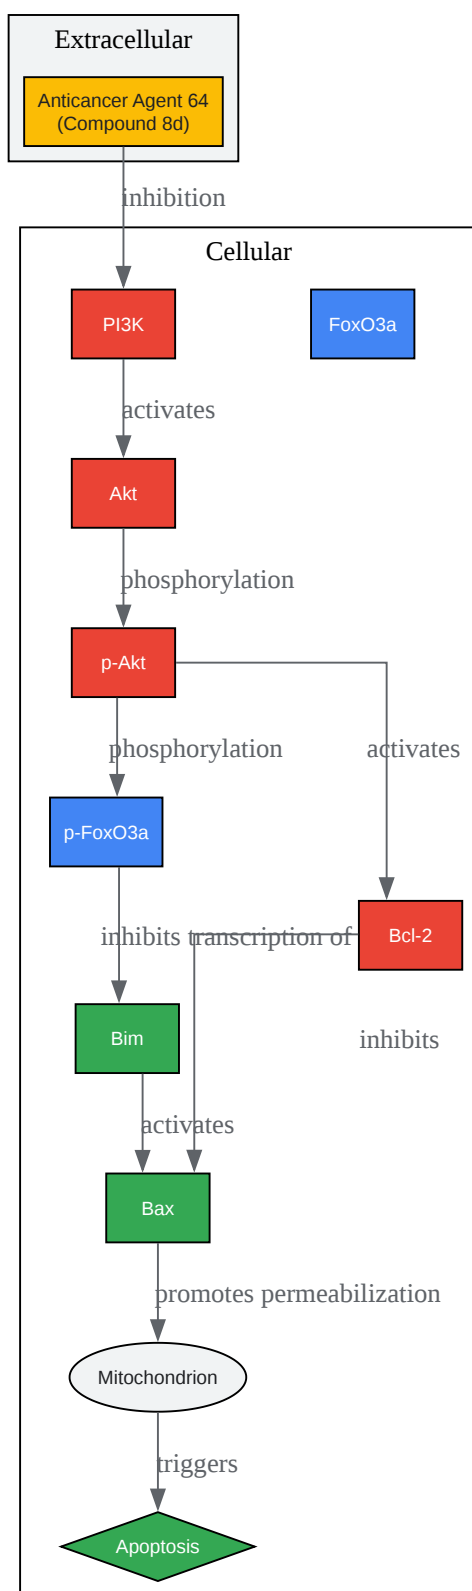 Extracellular
Anticancer Agent 64
(Compound 8d)
inhibition
Cellular
PI3K
FoxO3a
activates
Akt
phosphorylation
p-Akt
phosphorylation
activates
p-FoxO3a
inhibits transcription of
Bcl-2
Bim
inhibits
activates
Bax
promotes permeabilization
Mitochondrion
triggers
Apoptosis